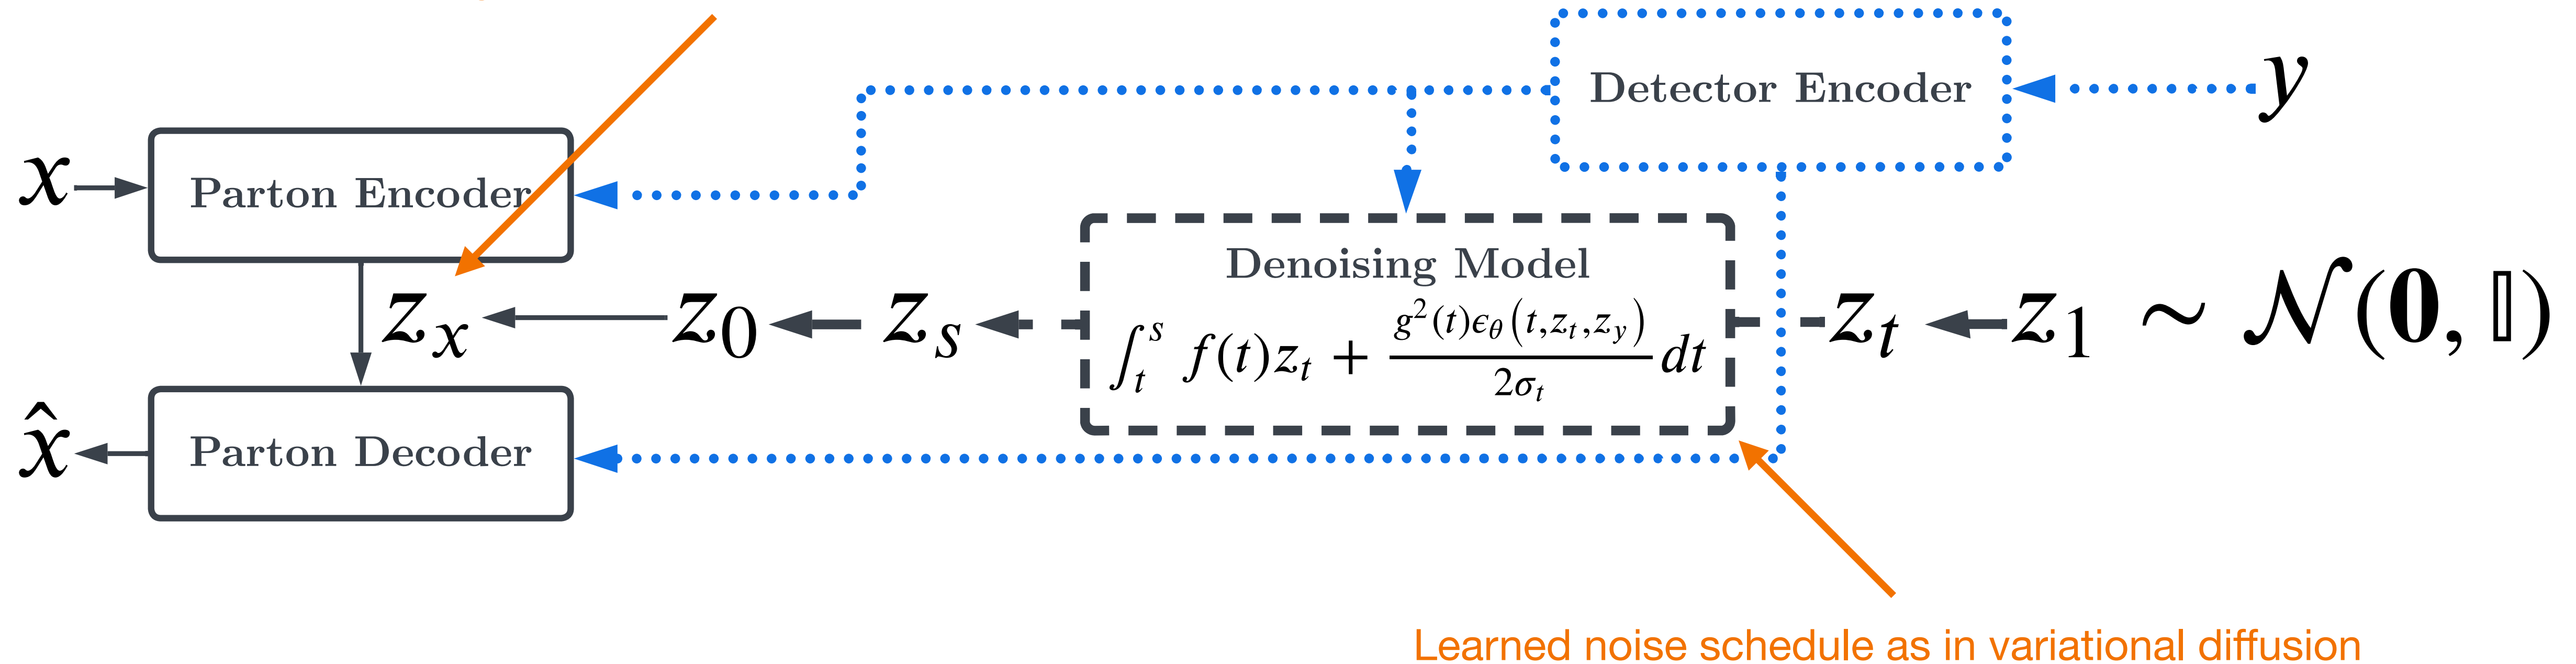 Detector Encoder
y
x
Parton Encoder
Denoising Model
z_x z_0 z_s ∫_t^s f(t)z_t + g²(t)ϵ_θ(t,z_t,z_y)/2σ_t dt z_t z_1 ∼ 𝒩(𝟎, 𝕀)
x̂
Parton Decoder
Learned noise schedule as in variational diffusion